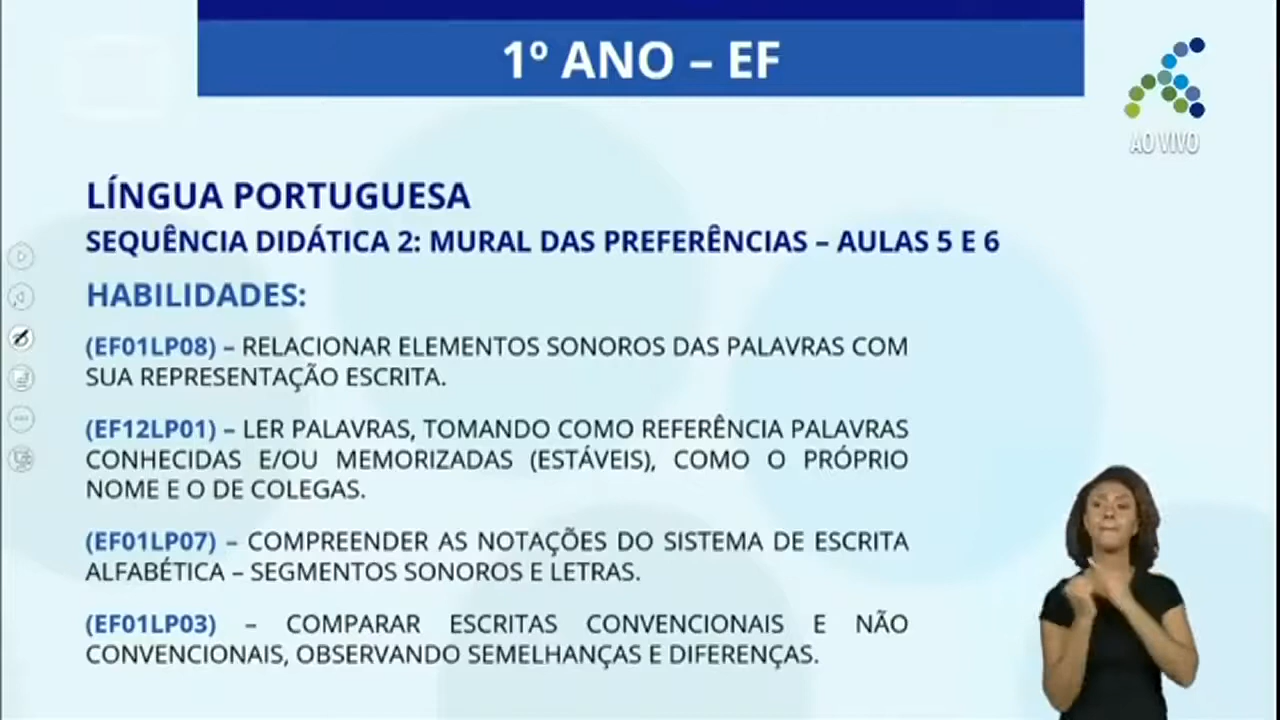 1º ANO – EF
AO VIVO
LÍNGUA PORTUGUESA
SEQUÊNCIA DIDÁTICA 2: MURAL DAS PREFERÊNCIAS – AULAS 5 E 6
HABILIDADES:
(EF01LP08) – RELACIONAR ELEMENTOS SONOROS DAS PALAVRAS COM
SUA REPRESENTAÇÃO ESCRITA.
(EF12LP01) – LER PALAVRAS, TOMANDO COMO REFERÊNCIA PALAVRAS
CONHECIDAS E/OU MEMORIZADAS (ESTÁVEIS), COMO O PRÓPRIO
NOME E O DE COLEGAS.
(EF01LP07) – COMPREENDER AS NOTAÇÕES DO SISTEMA DE ESCRITA
ALFABÉTICA – SEGMENTOS SONOROS E LETRAS.
(EF01LP03) – COMPARAR ESCRITAS CONVENCIONAIS E NÃO
CONVENCIONAIS, OBSERVANDO SEMELHANÇAS E DIFERENÇAS.